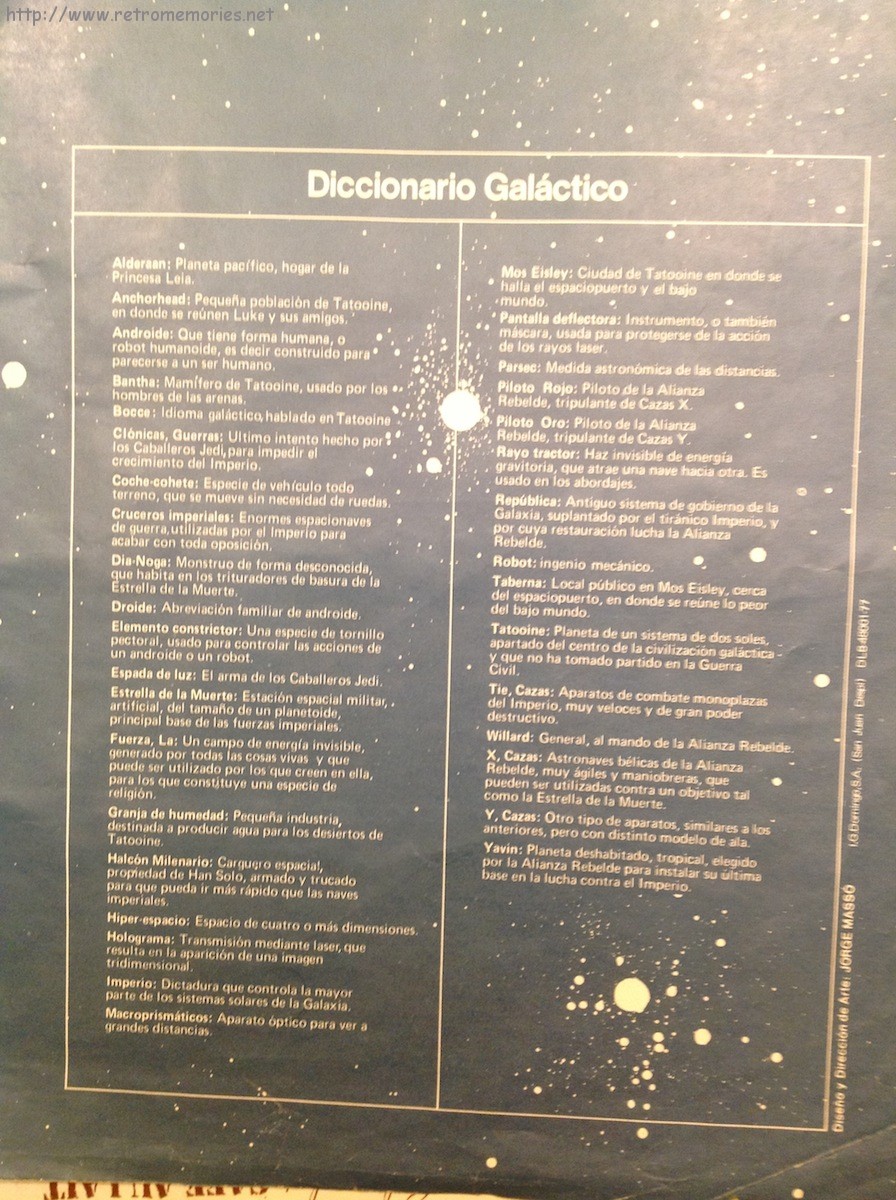 http://www.retromemories.net
Diccionario Galáctico
Alderaan: Planeta pacífico, hogar de la
Princesa Leia.
Anchorhead: Pequeña población de Tatooine,
en donde se reúnen Luke y sus amigos.
Androide: Que tiene forma humana, o
robot humanoide, es decir construido para
parecerse a un ser humano.
Bantha: Mamífero de Tatooine, usado por los
hombres de las arenas.
Bocce: Idioma galáctico, hablado en Tatooine
Clónicas, Guerras: Ultimo intento hecho por
los Caballeros Jedi, para impedir el
crecimiento del Imperio.
Coche-cohete: Especie de vehículo todo
terreno, que se mueve sin necesidad de ruedas.
Cruceros imperiales: Enormes espacionaves
de guerra, utilizadas por el Imperio para
acabar con toda oposición.
Dia-Noga: Monstruo de forma desconocida,
que habita en los trituradores de basura de la
Estrella de la Muerte.
Droide: Abreviación familiar de androide.
Elemento constrictor: Una especie de tornillo
pectoral, usado para controlar las acciones de
un androide o un robot.
Espada de luz: El arma de los Caballeros Jedi.
Estrella de la Muerte: Estación espacial militar,
artificial, del tamaño de un planetoide,
principal base de las fuerzas imperiales.
Fuerza, La: Un campo de energía invisible,
generado por todas las cosas vivas y que
puede ser utilizado por los que creen en ella,
para los que constituye una especie de
religión.
Granja de humedad: Pequeña industria,
destinada a producir agua para los desiertos de
Tatooine.
Halcón Milenario: Carguero espacial,
propiedad de Han Solo, armado y trucado
para que pueda ir más rápido que las naves
imperiales.
Hiper-espacio: Espacio de cuatro o más dimensiones.
Holograma: Transmisión mediante laser, que
resulta en la aparición de una imagen
tridimensional.
Imperio: Dictadura que controla la mayor
parte de los sistemas solares de la Galaxia.
Macroprismáticos: Aparato óptico para ver a
grandes distancias.
Mos Eisley: Ciudad de Tatooine en donde se
halla el espaciopuerto y el bajo
mundo.
Pantalla deflectora: Instrumento, o también
máscara, usada para protegerse de la acción
de los rayos laser.
Parsec: Medida astronómica de las distancias.
Piloto Rojo: Piloto de la Alianza
Rebelde, tripulante de Cazas X.
Piloto Oro: Piloto de la Alianza
Rebelde, tripulante de Cazas Y.
Rayo tractor: Haz invisible de energía
gravitoria, que atrae una nave hacia otra. Es
usado en los abordajes.
República: Antiguo sistema de gobierno de la
Galaxia, suplantado por el tiránico Imperio, y
por cuya restauración lucha la Alianza
Rebelde.
Robot: ingenio mecánico.
Taberna: Local público en Mos Eisley, cerca
del espaciopuerto, en donde se reúne lo peor
del bajo mundo.
Tatooine: Planeta de un sistema de dos soles,
apartado del centro de la civilización galáctica
y que no ha tomado partido en la Guerra
Civil.
Tie, Cazas: Aparatos de combate monoplazas
del Imperio, muy veloces y de gran poder
destructivo.
Willard: General, al mando de la Alianza Rebelde.
X, Cazas: Astronaves bélicas de la Alianza
Rebelde, muy ágiles y maniobreras, que
pueden ser utilizadas contra un objetivo tal
como la Estrella de la Muerte.
Y, Cazas: Otro tipo de aparatos, similares a los
anteriores, pero con distinto modelo de ala.
Yavin: Planeta deshabitado, tropical, elegido
por la Alianza Rebelde para instalar su última
base en la lucha contra el Imperio.
Diseño y Dirección de Arte: JORGE MASSÓ
I.G. Domingo, S.A. (San Juan Despí)